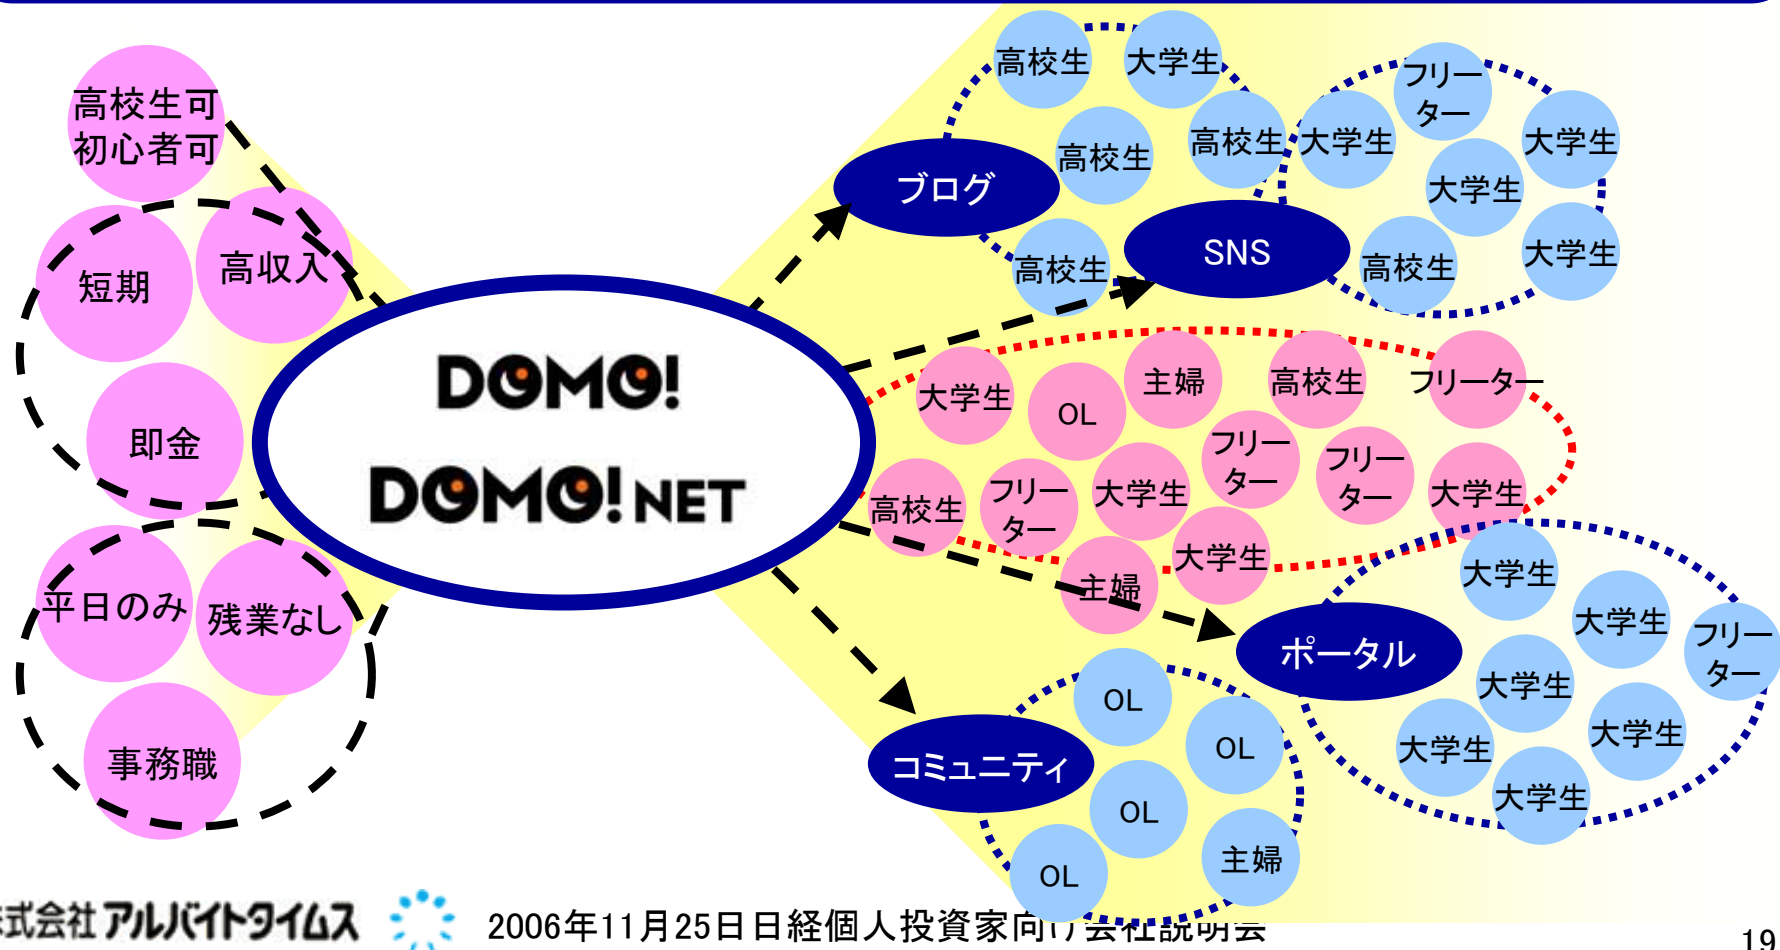 高校生可
初心者可
短期
高収入
即金
平日のみ
残業なし
事務職
DOMO!
DOMO!NET
ブログ
高校生
大学生
高校生
高校生
高校生
SNS
フリー
ター
大学生
大学生
大学生
高校生
大学生
大学生
OL
主婦
高校生
フリーター
高校生
フリー
ター
大学生
フリー
ター
フリー
ター
大学生
大学生
主婦
ポータル
大学生
大学生
フリー
ター
大学生
大学生
大学生
大学生
コミュニティ
OL
OL
OL
OL
主婦
式会社アルバイトタイムス
2006年11月25日日経個人投資家向け会社説明会
19